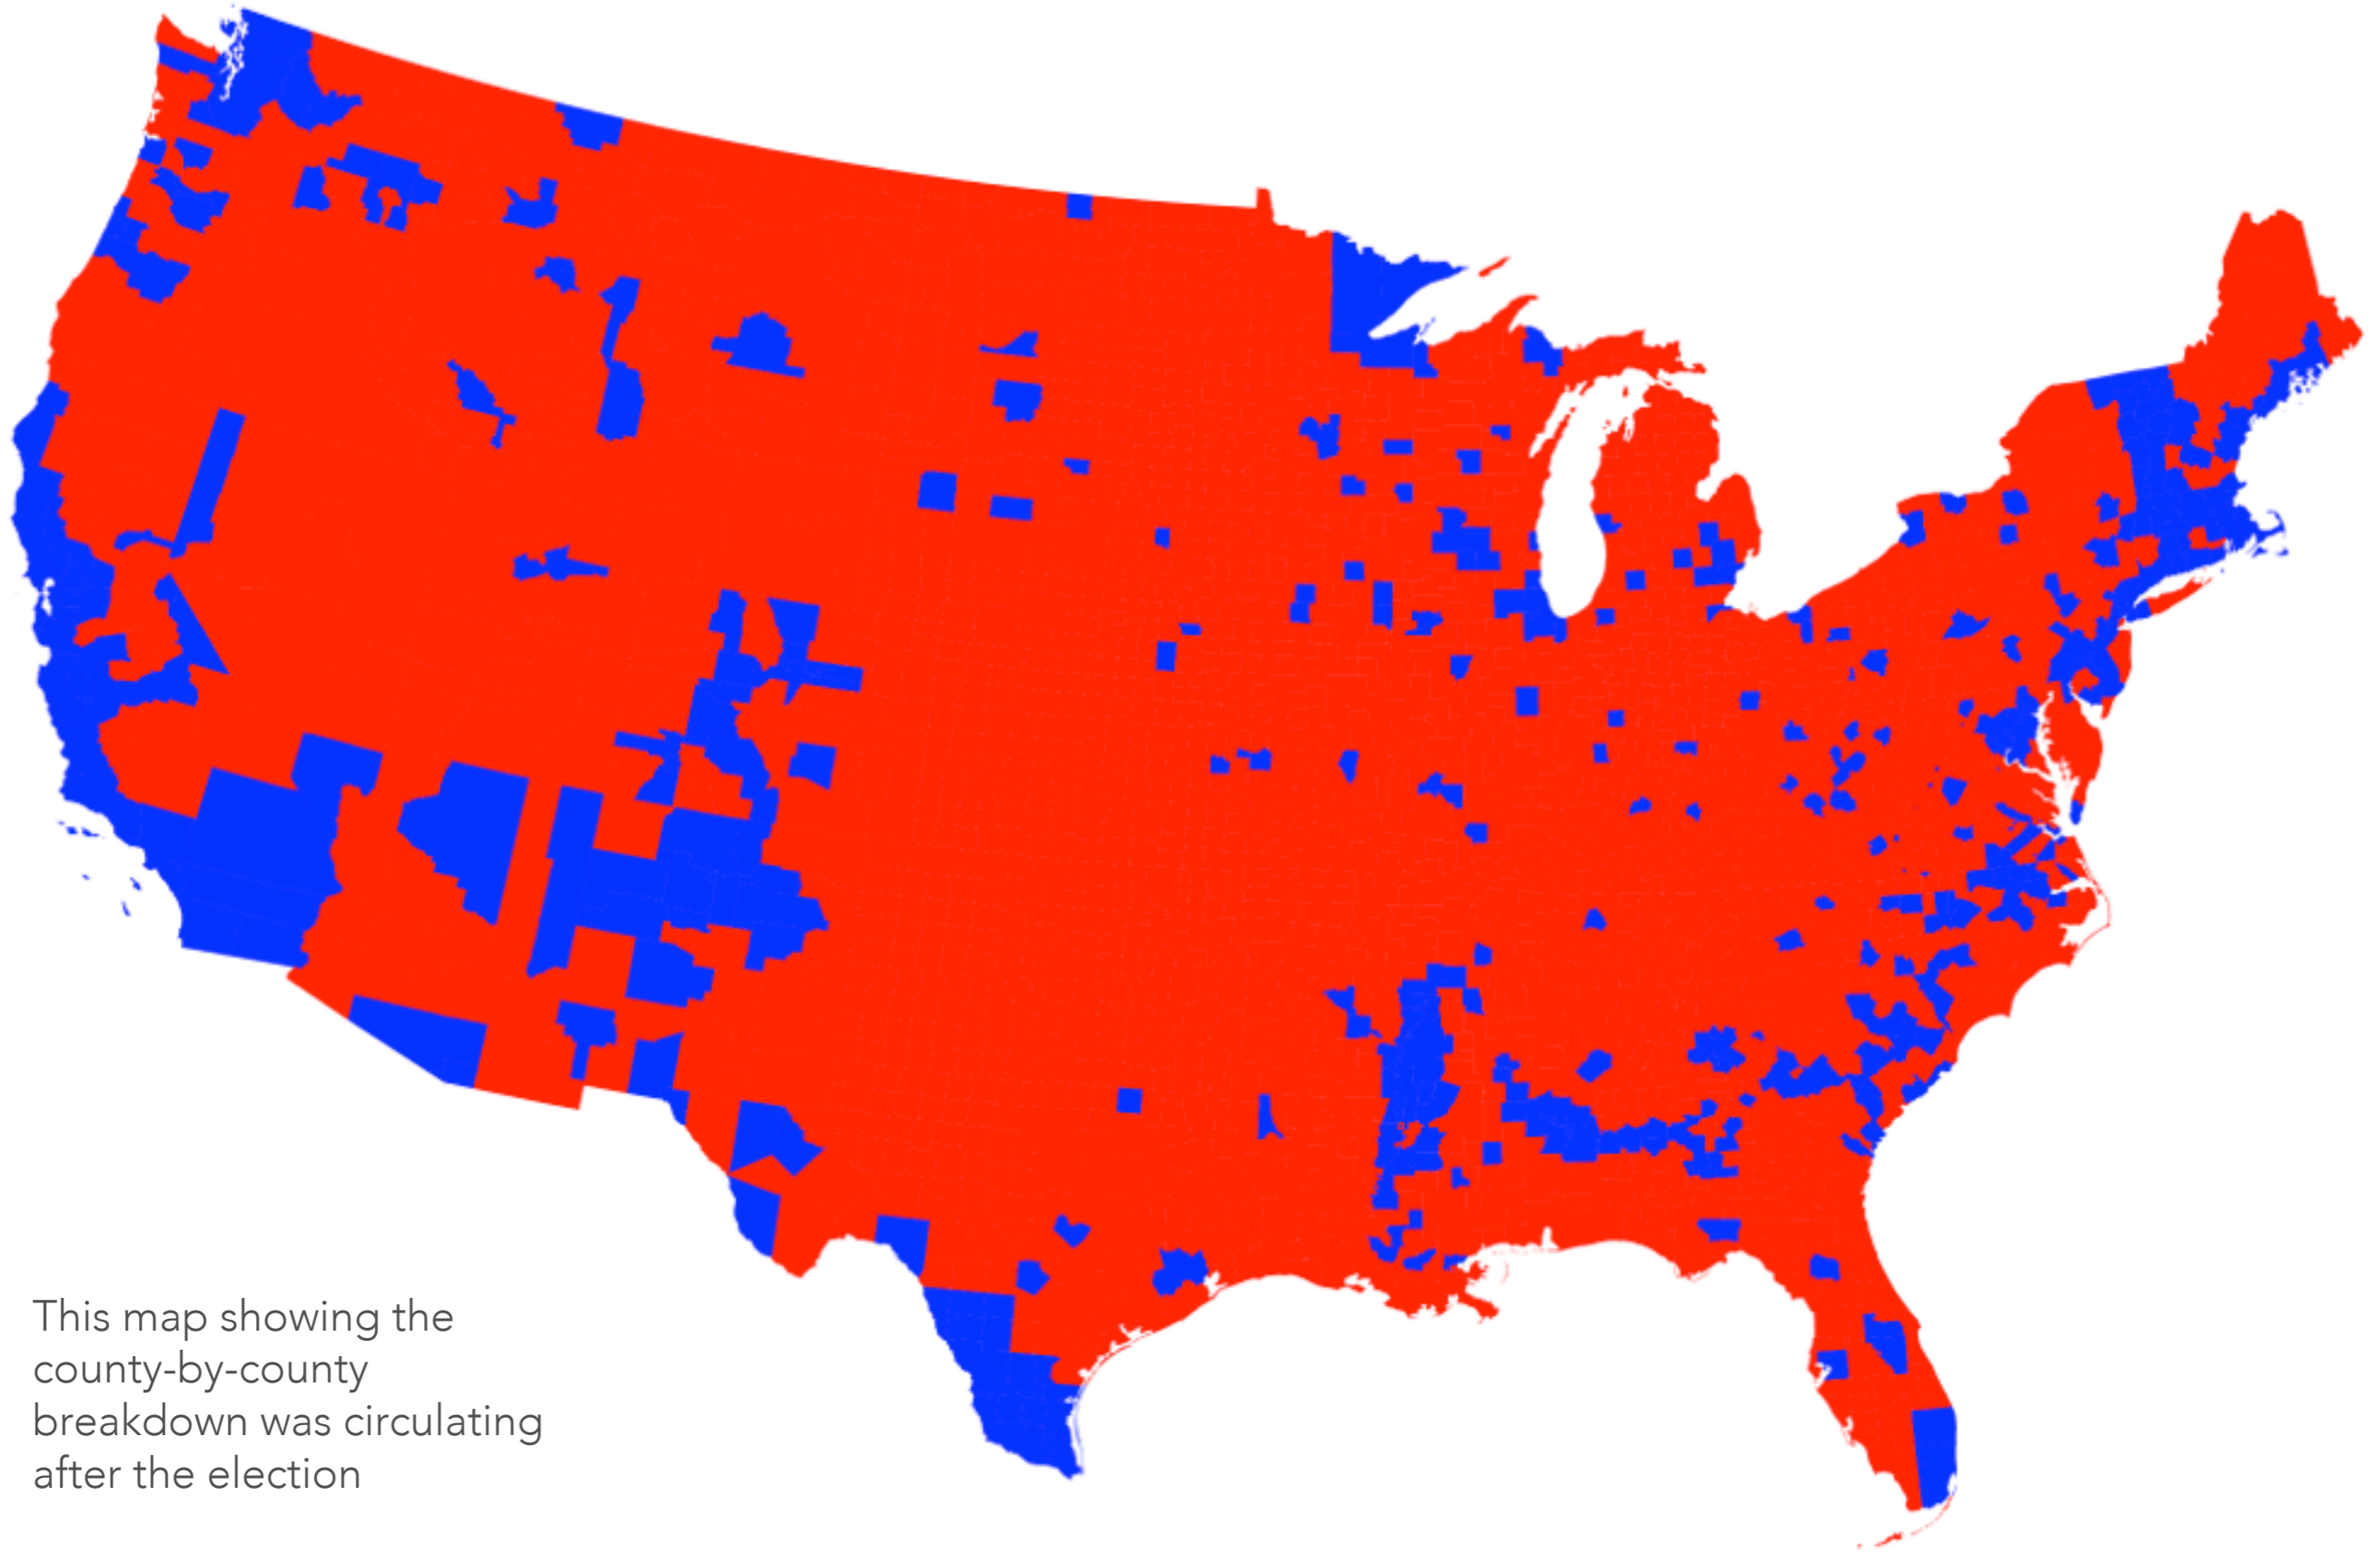 This map showing the
county-by-county
breakdown was circulating
after the election